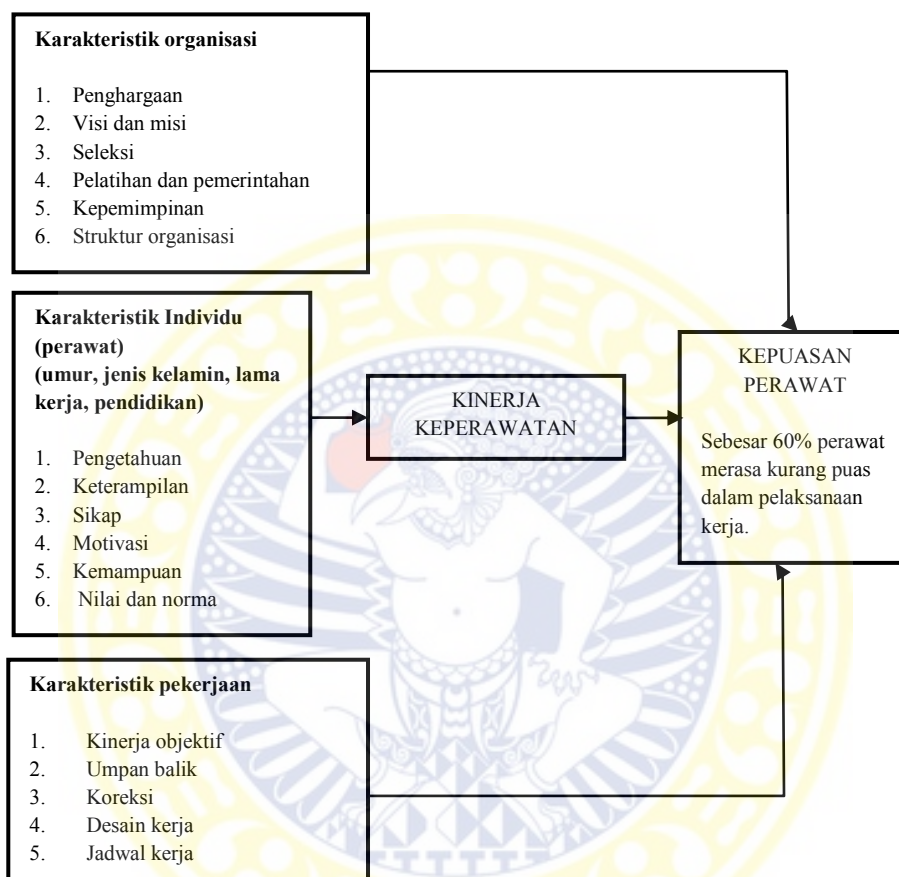 Karakteristik organisasi
1. Penghargaan
2. Visi dan misi
3. Seleksi
4. Pelatihan dan pemerintahan
5. Kepemimpinan
6. Struktur organisasi
Karakteristik Individu
(perawat)
(umur, jenis kelamin, lama
kerja, pendidikan)
1. Pengetahuan
2. Keterampilan
3. Sikap
4. Motivasi
5. Kemampuan
6. Nilai dan norma
KINERJA
KEPERAWATAN
KEPUASAN
PERAWAT
Sebesar 60% perawat
merasa kurang puas
dalam pelaksanaan
kerja.
Karakteristik pekerjaan
1. Kinerja objektif
2. Umpan balik
3. Koreksi
4. Desain kerja
5. Jadwal kerja